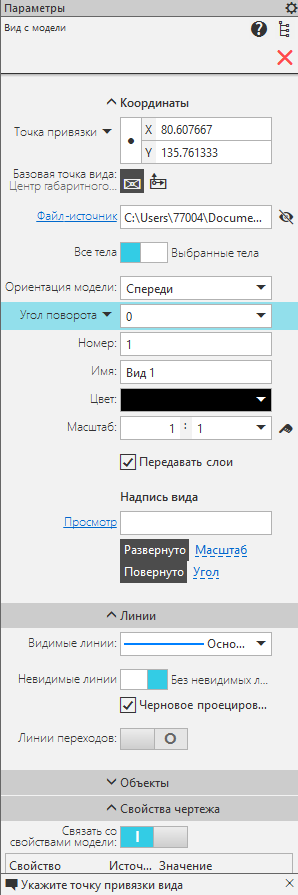 Параметры
Вид с модели
Координаты
Точка привязки
X 80.607667
Y 135.761333
Базовая точка вида:
Центр габаритного...
Файл-источник C:\Users\77004\Docume...
Все тела Выбранные тела
Ориентация модели: Спереди
Угол поворота 0
Номер: 1
Имя: Вид 1
Цвет:
Масштаб: 1 : 1
Передавать слои
Надпись вида
Просмотр
Развернуто Масштаб
Повернуто Угол
Линии
Видимые линии: Осно...
Невидимые линии Без невидимых л...
Черновое проециров...
Линии переходов:
Объекты
Свойства чертежа
Связать со
свойствами модели:
Свойство Источ... Значение
Укажите точку привязки вида